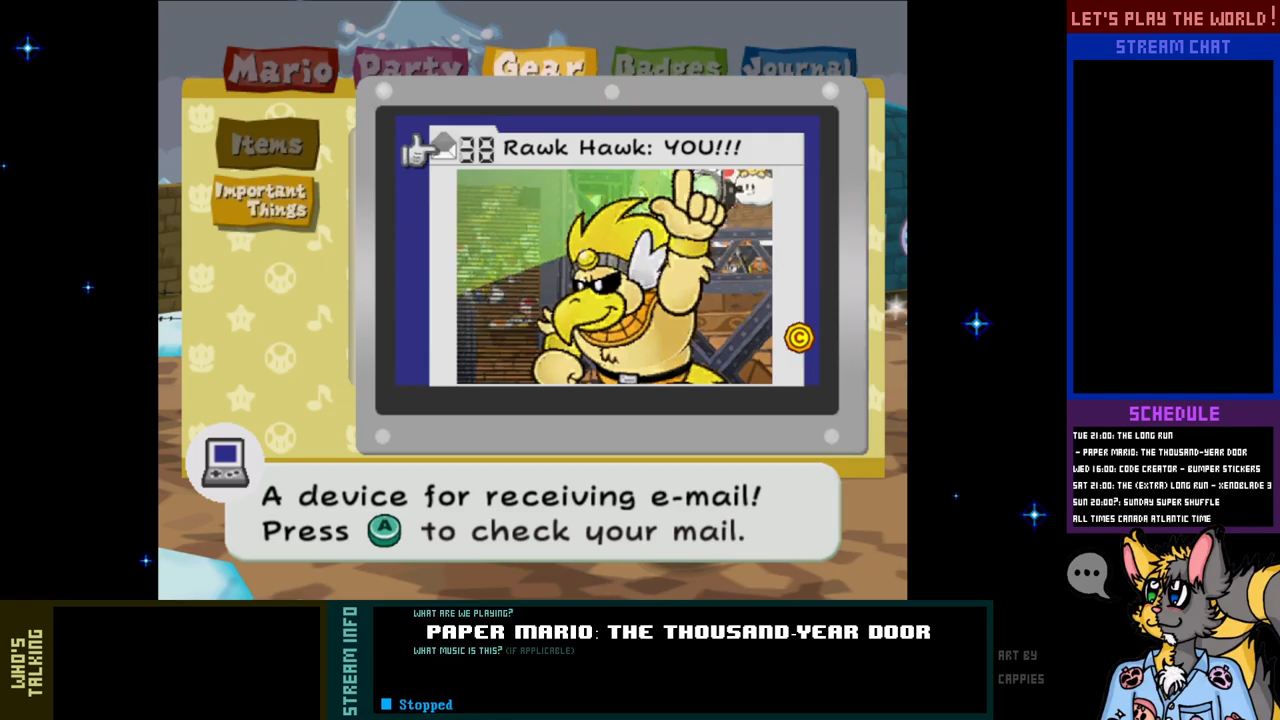 Mario
Party
Gear
Badges
Journal
Items
Important
Things
38 Rawk Hawk: YOU!!!
C
A device for receiving e-mail!
Press A to check your mail.
LET'S PLAY THE WORLD!
STREAM CHAT
SCHEDULE
TUE 21:00: THE LONG RUN
- PAPER MARIO: THE THOUSAND-YEAR DOOR
WED 16:00: CODE CREATOR - BUMPER STICKERS
SAT 21:00: THE (EXTRA) LONG RUN - XENOBLADE 3
SUN 20:00?: SUNDAY SUPER SHUFFLE
ALL TIMES CANADA ATLANTIC TIME
...
WHO'S
TALKING
STREAM INFO
WHAT ARE WE PLAYING?
PAPER MARIO: THE THOUSAND-YEAR DOOR
WHAT MUSIC IS THIS? (IF APPLICABLE)
Stopped
ART BY
CAPPIES